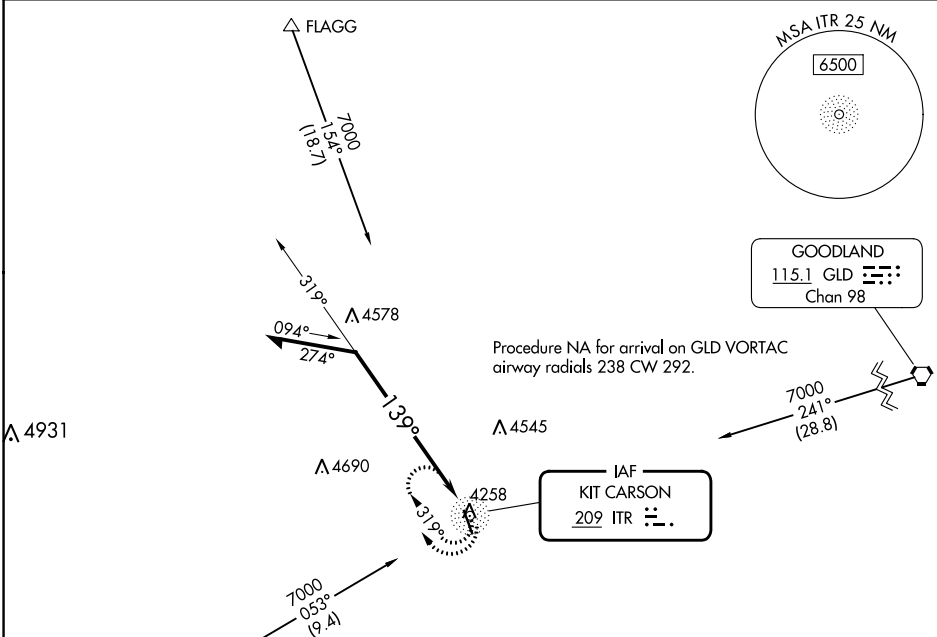 FLAGG
MSA ITR 25 NM
6500
7000
154°
(18.7)
GOODLAND
115.1 GLD
Chan 98
319°
4578
094°
274°
Procedure NA for arrival on GLD VORTAC
airway radials 238 CW 292.
7000
241°
(28.8)
139°
4931
4545
4690
IAF
KIT CARSON
209 ITR
4258
319°
7000
053°
(9.4)